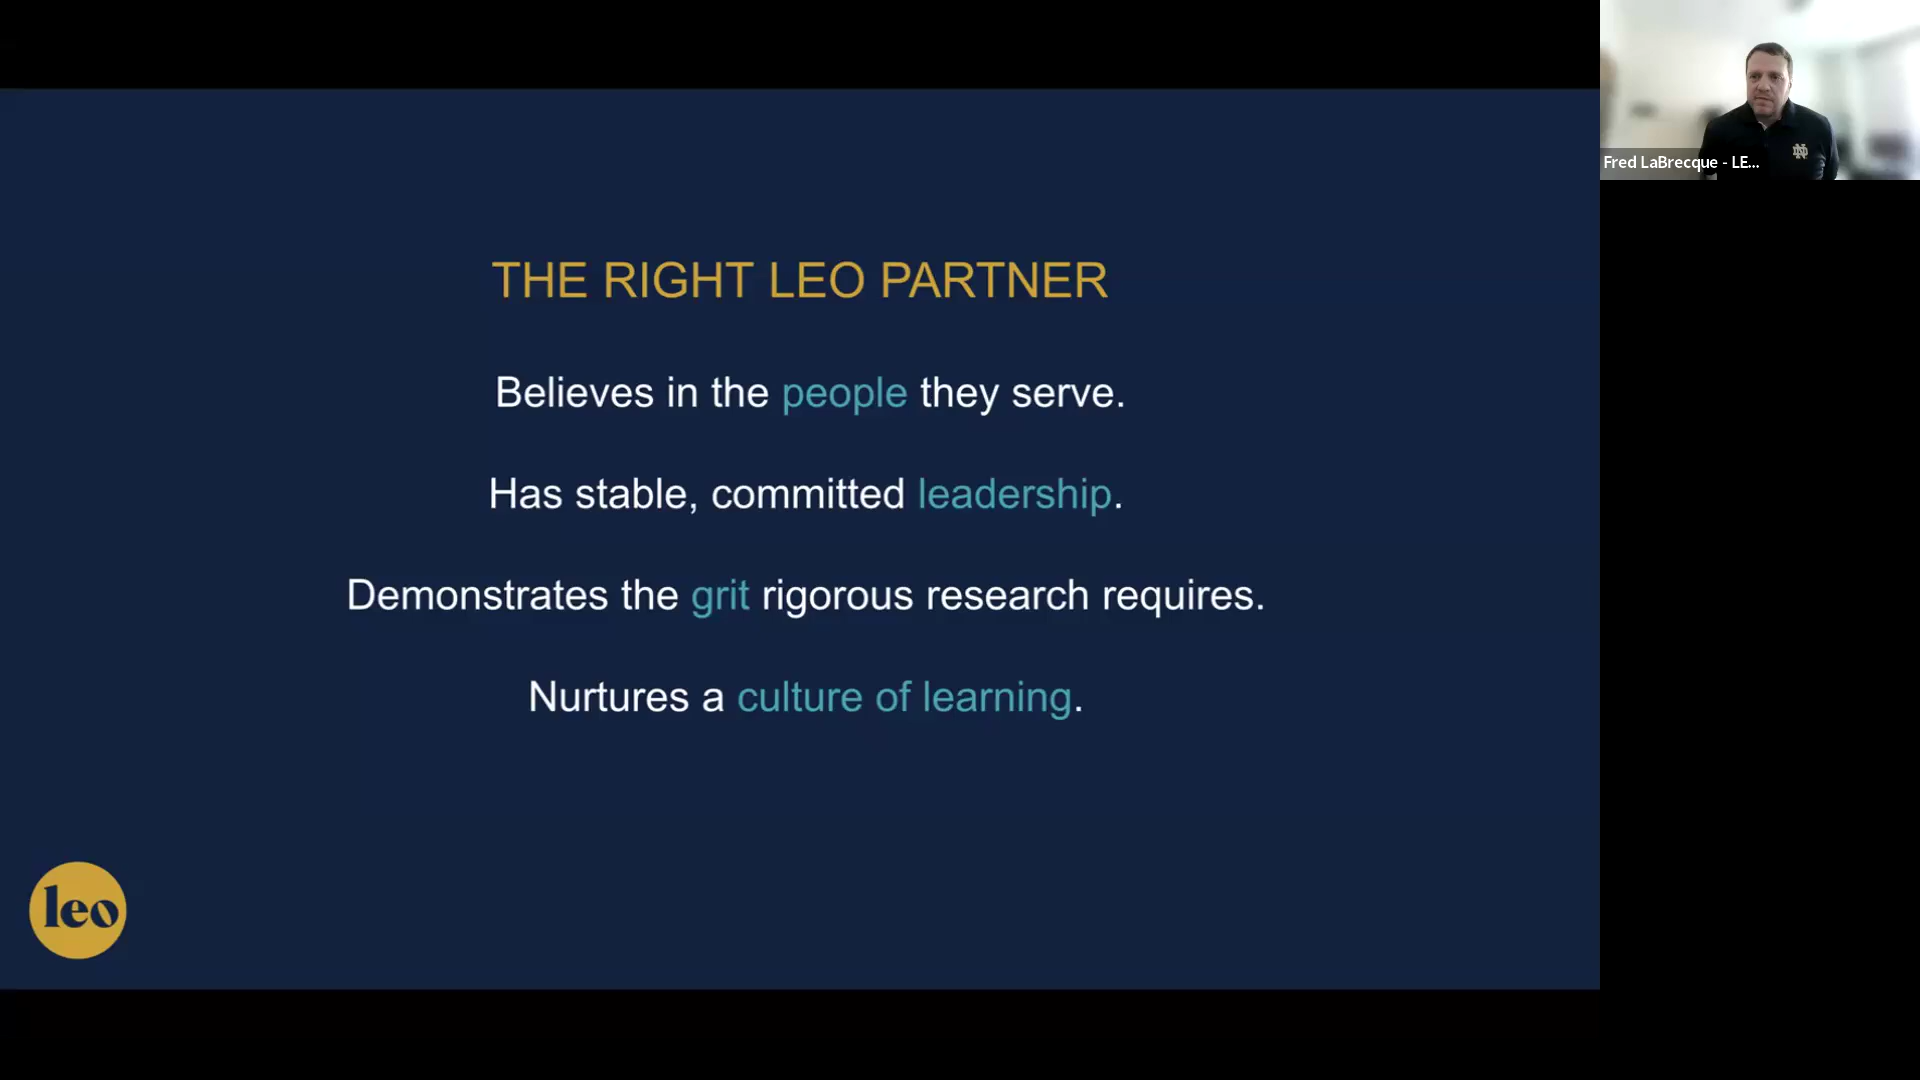 THE RIGHT LEO PARTNER
Believes in the people they serve.
Has stable, committed leadership.
Demonstrates the grit rigorous research requires.
Nurtures a culture of learning.
leo
Fred LaBrecque - LE...
ND